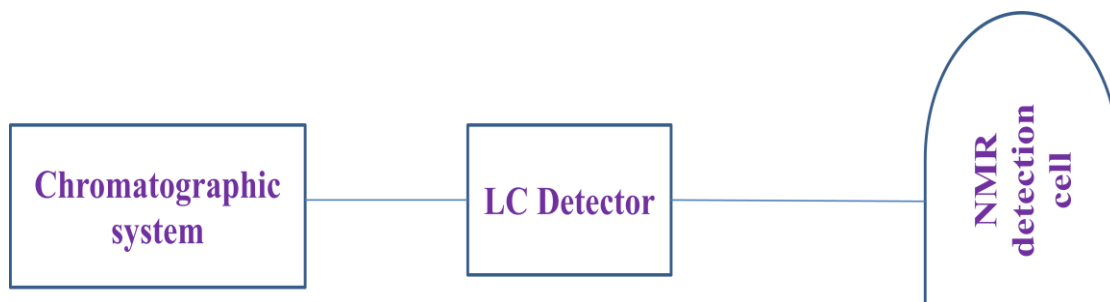 Chromatographic
system
LC Detector
NMR
detection
cell